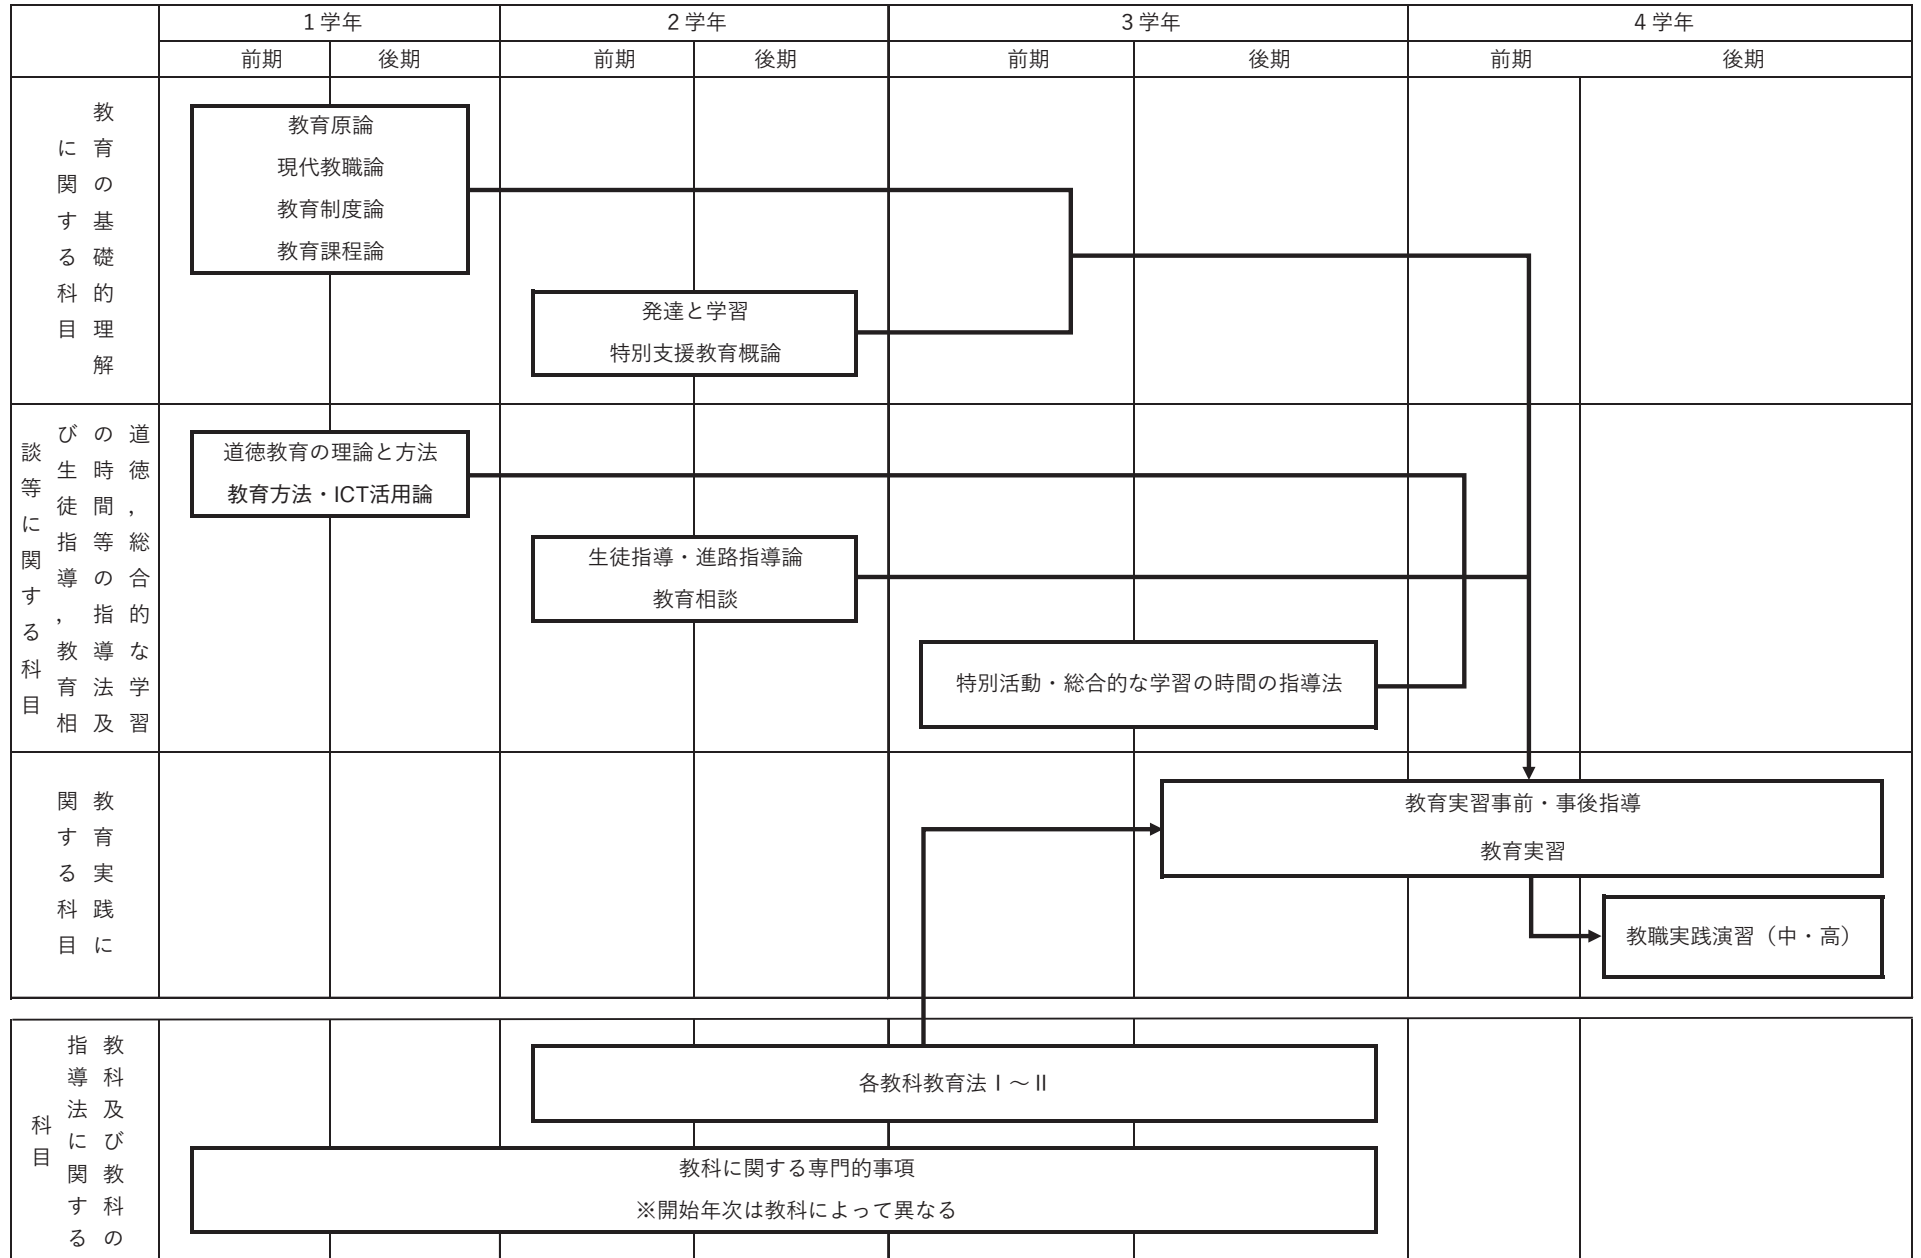 1学年
2学年
3学年
4学年
前期
後期
前期
後期
前期
後期
前期
後期
教育の基礎的理解
に関する科目
教育原論
現代教職論
教育制度論
教育課程論
発達と学習
特別支援教育概論
道徳,総合的な学習
の時間等の指導法及
び生徒指導,教育相
談等に関する科目
道徳教育の理論と方法
教育方法・ICT活用論
生徒指導・進路指導論
教育相談
特別活動・総合的な学習の時間の指導法
教育実践に
関する科目
教育実習事前・事後指導
教育実習
教職実践演習（中・高）
教科及び教科の
指導法に関する
科目
各教科教育法Ⅰ～Ⅱ
教科に関する専門的事項
※開始年次は教科によって異なる